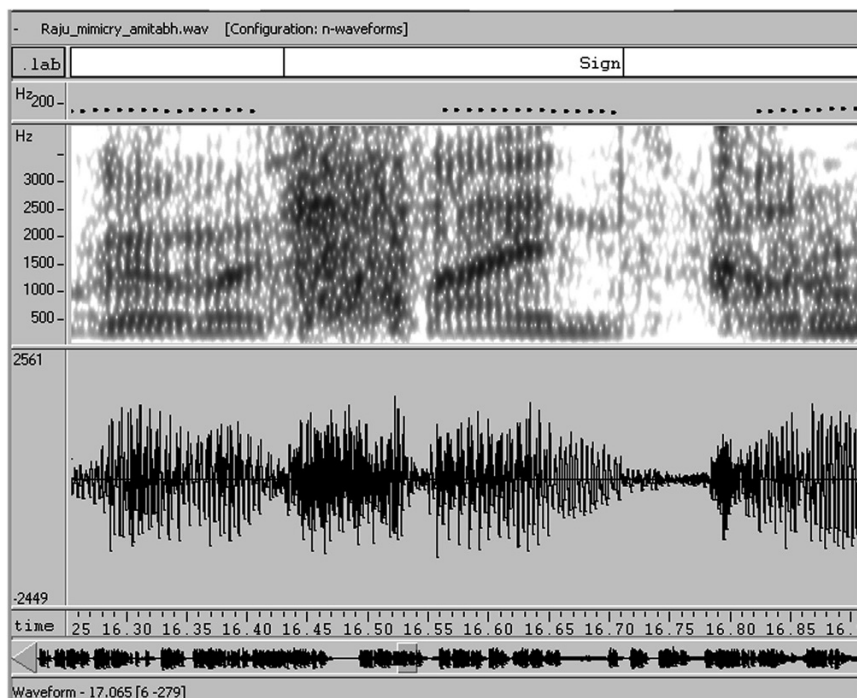 - Raju_mimicry_amitabh.wav [Configuration: n-waveforms]
.lab Sign
Hz 200
Hz
3000
2500
2000
1500
1000
500
2561
-2449
time 25 16.30 16.35 16.40 16.45 16.50 16.55 16.60 16.65 16.70 16.75 16.80 16.85 16.
Waveform - 17.065 [6 -279]